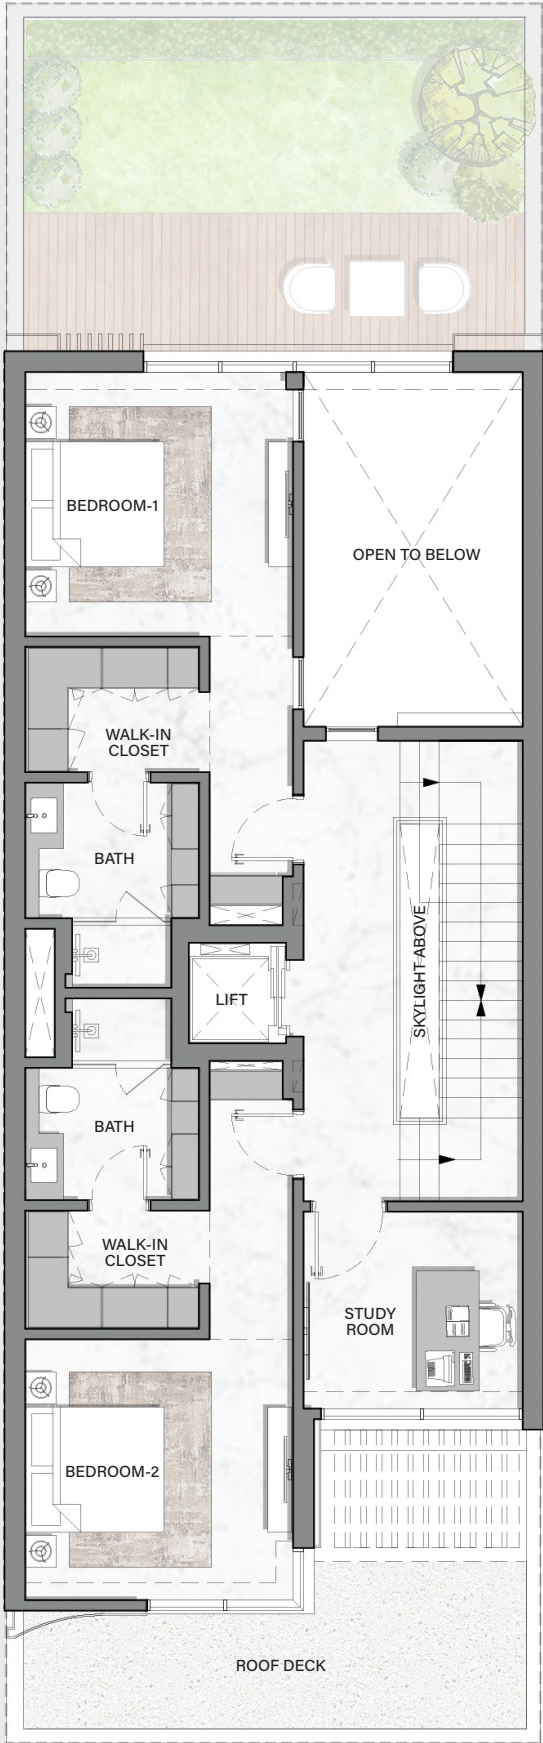 BEDROOM-1
OPEN TO BELOW
WALK-IN
CLOSET
BATH
SKYLIGHT ABOVE
LIFT
BATH
WALK-IN
CLOSET
STUDY
ROOM
BEDROOM-2
ROOF DECK